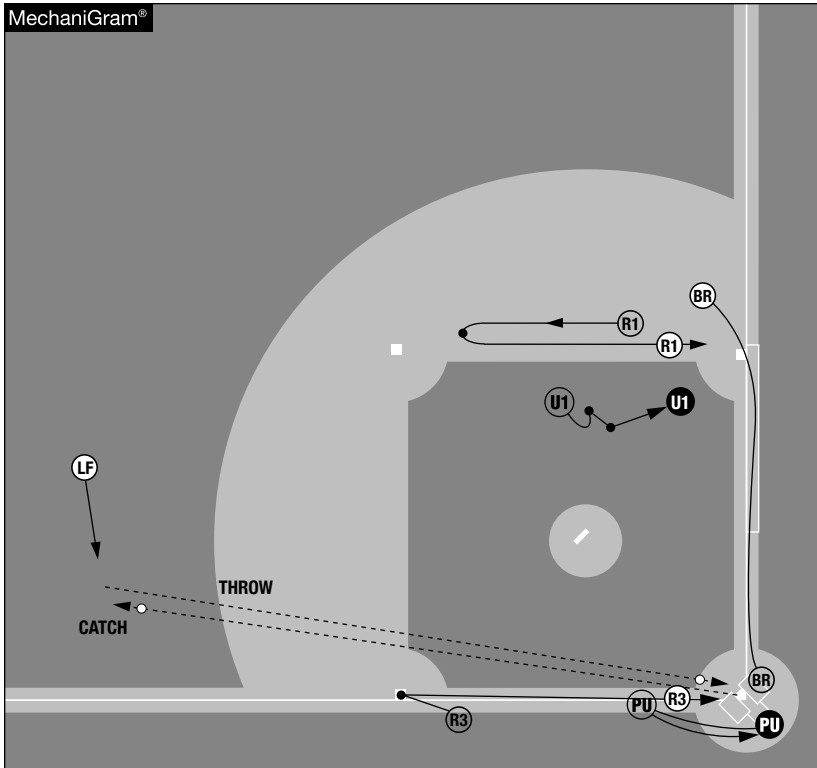 MechaniGram®
BR
R1
R1
U1
U1
LF
THROW
CATCH
BR
R3
PU
R3
PU